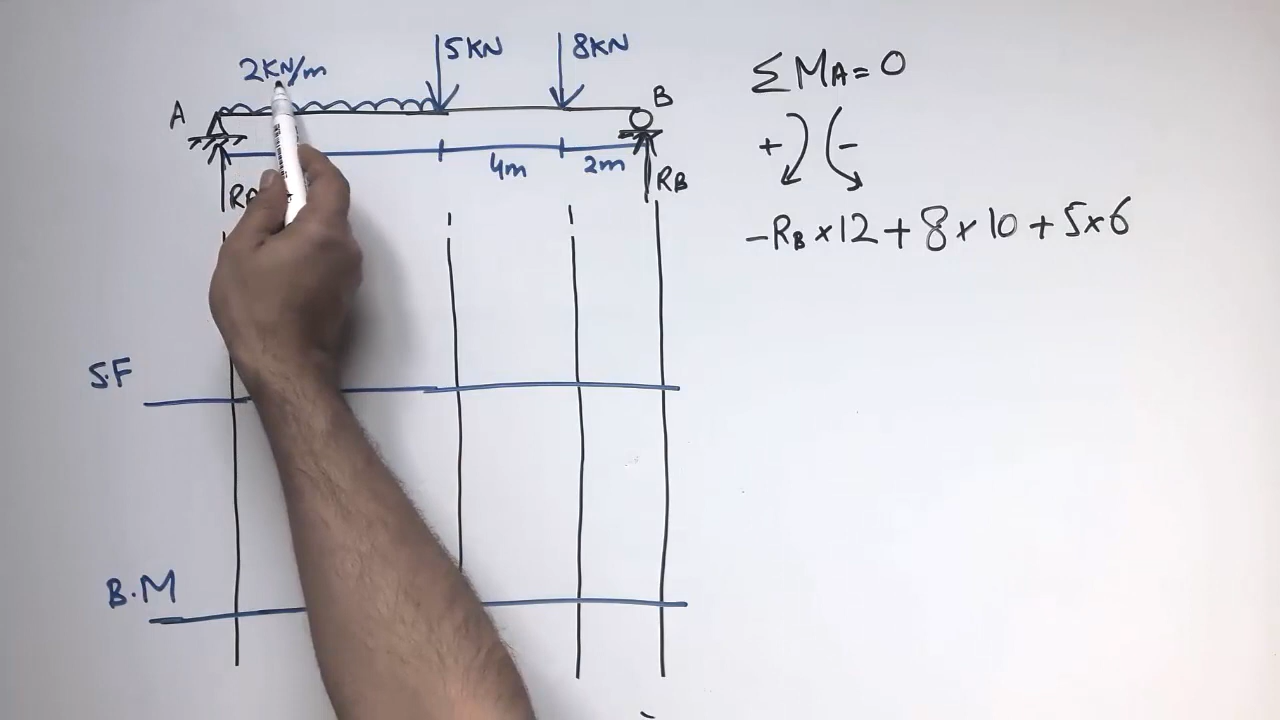 2KN/m
5KN
8KN
A
B
4m
2m
RB
S.F
B.M
ΣMA=0
+
-
-RB×12+8×10+5×6